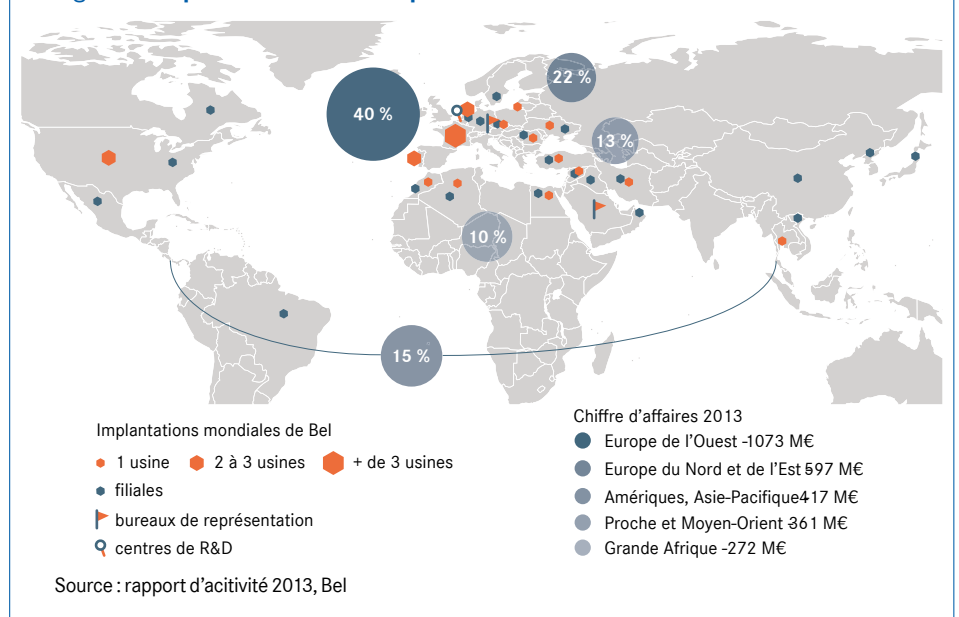 40 %
22 %
13 %
10 %
15 %
Implantations mondiales de Bel
1 usine
2 à 3 usines
+ de 3 usines
filiales
bureaux de représentation
centres de R&D
Chiffre d'affaires 2013
Europe de l'Ouest -1073 M€
Europe du Nord et de l'Est 597 M€
Amériques, Asie-Pacifique 417 M€
Proche et Moyen-Orient 361 M€
Grande Afrique -272 M€
Source : rapport d'acitivité 2013, Bel